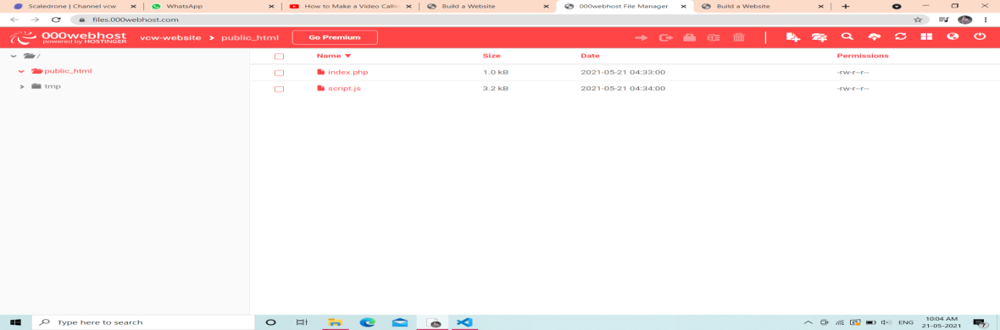 Scaledrone | Channel vcw
WhatsApp
How to Make a Video Callin
Build a Website
000webhost File Manager
Build a Website
files.000webhost.com
000webhost
powered by HOSTINGER
vcw-website > public_html
Go Premium
/
public_html
tmp
Name ▼ Size Date Permissions
index.php 1.0 kB 2021-05-21 04:33:00 -rw-r--r--
script.js 3.2 kB 2021-05-21 04:34:00 -rw-r--r--
Type here to search
ENG
10:04 AM
21-05-2021